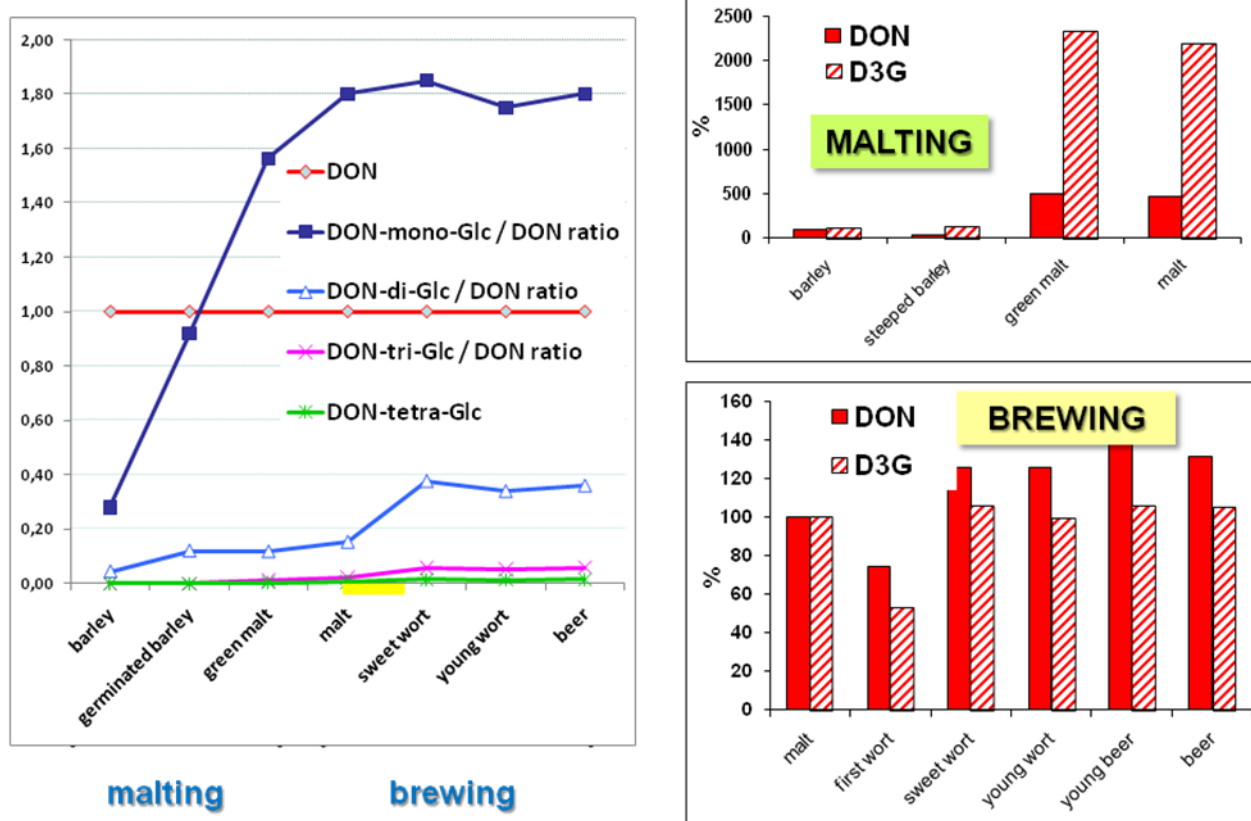 2,00
1,80
1,60
1,40
1,20
1,00
0,80
0,60
0,40
0,20
0,00
DON
DON-mono-Glc / DON ratio
DON-di-Glc / DON ratio
DON-tri-Glc / DON ratio
DON-tetra-Glc
barley
germinated barley
green malt
malt
sweet wort
young wort
beer
malting
brewing
2500
2000
1500
1000
500
0
%
DON
D3G
MALTING
barley
steeped barley
green malt
malt
160
140
120
100
80
60
40
20
0
%
DON
D3G
BREWING
malt
first wort
sweet wort
young wort
young beer
beer